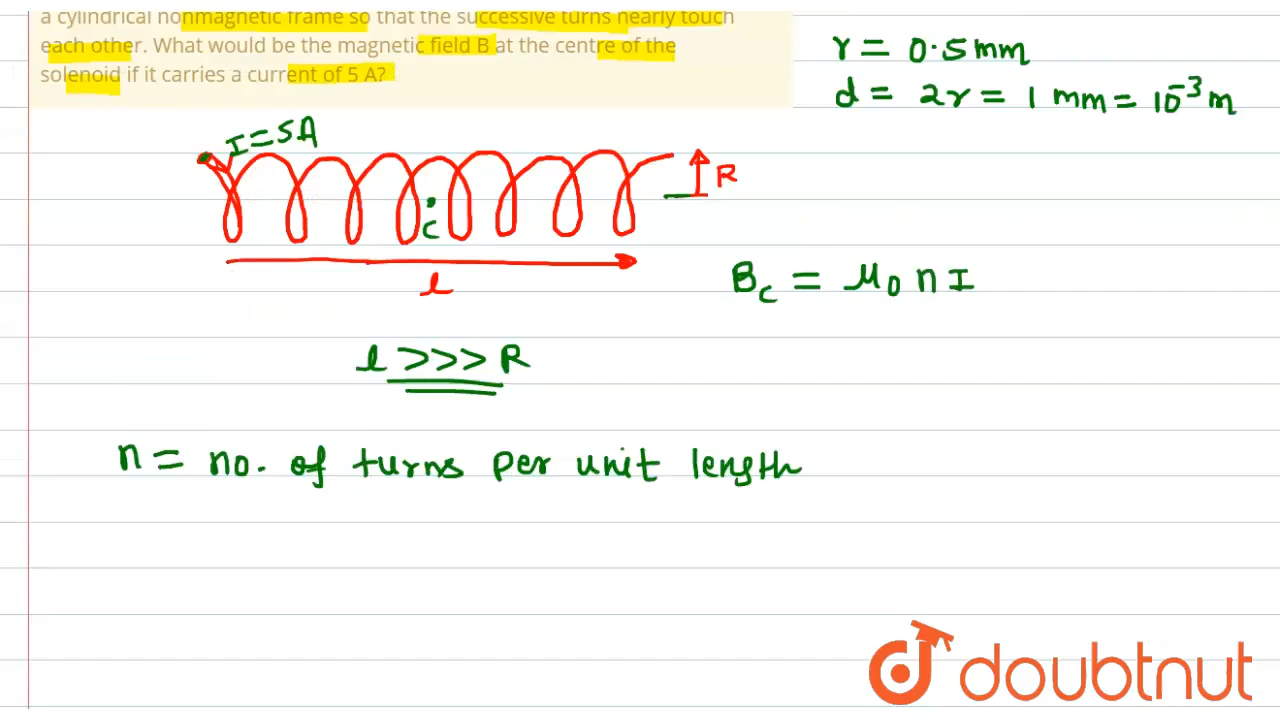 a cylindrical nonmagnetic frame so that the successive turns nearly touch
each other. What would be the magnetic field B at the centre of the
solenoid if it carries a current of 5 A?
r = 0.5 mm
d = 2r = 1 mm = 10⁻³ m
I = 5A
R
C
l
B_C = μ₀ n I
l >>> R
n = no. of turns per unit length
doubtnut